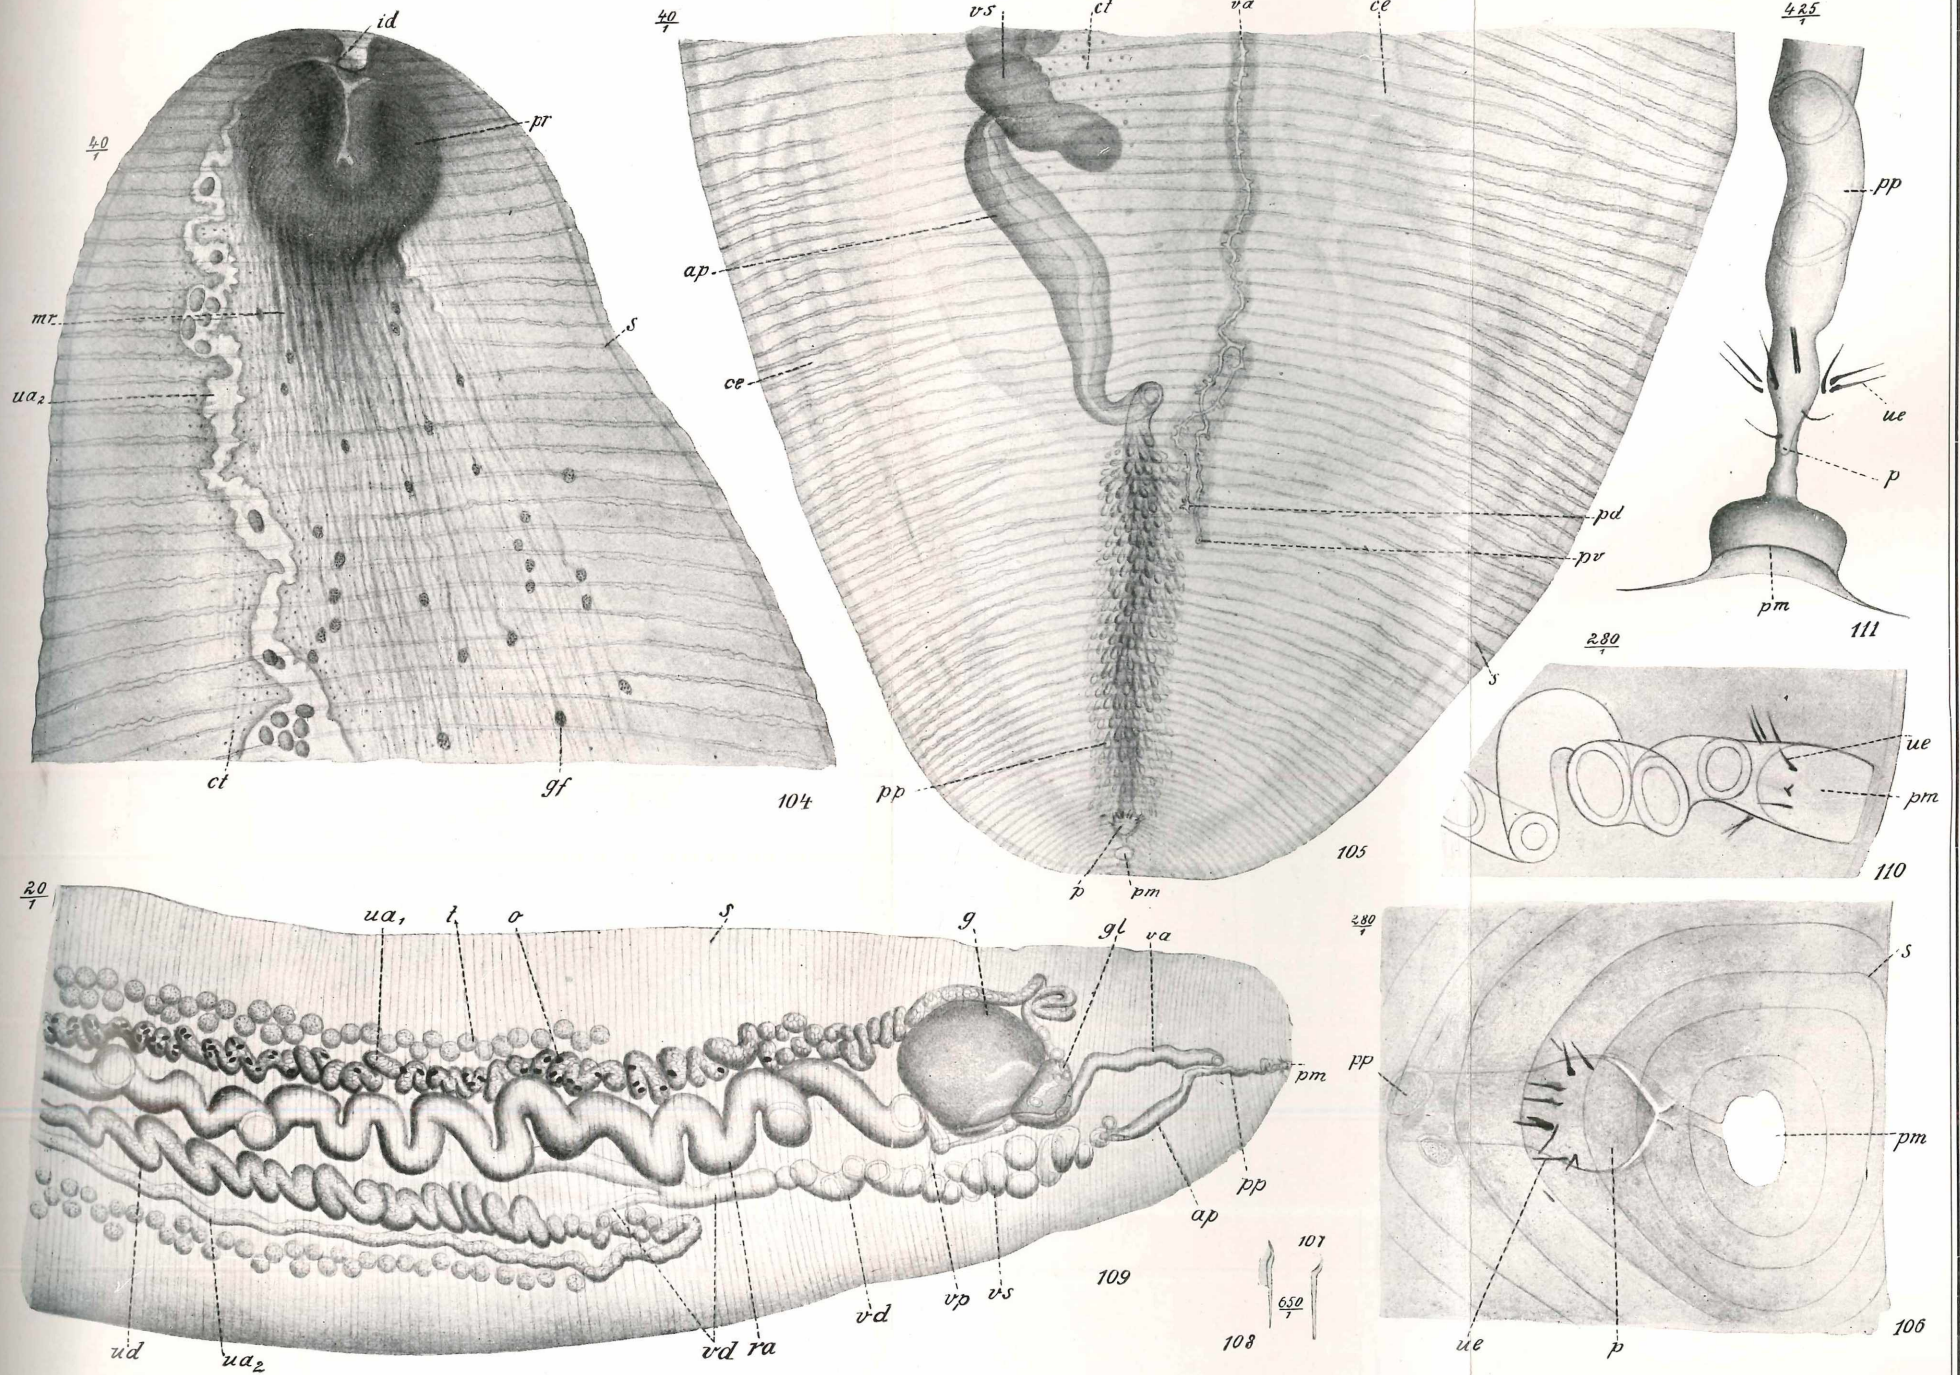 id
40/1
pr
mr
s
ua₂
ct
gf
104
40/1
vs
ct
va
ce
ap
ce
pd
pv
s
pp
p
pm
105
425/1
pp
ue
p
pm
111
280/1
ue
pm
110
20/1
ua₁
t
o
s
g
gl
va
pm
pp
ap
ud
ua₂
vd
ra
vd
vp
vs
109
107
650/1
108
280/1
s
pp
pm
ue
p
106